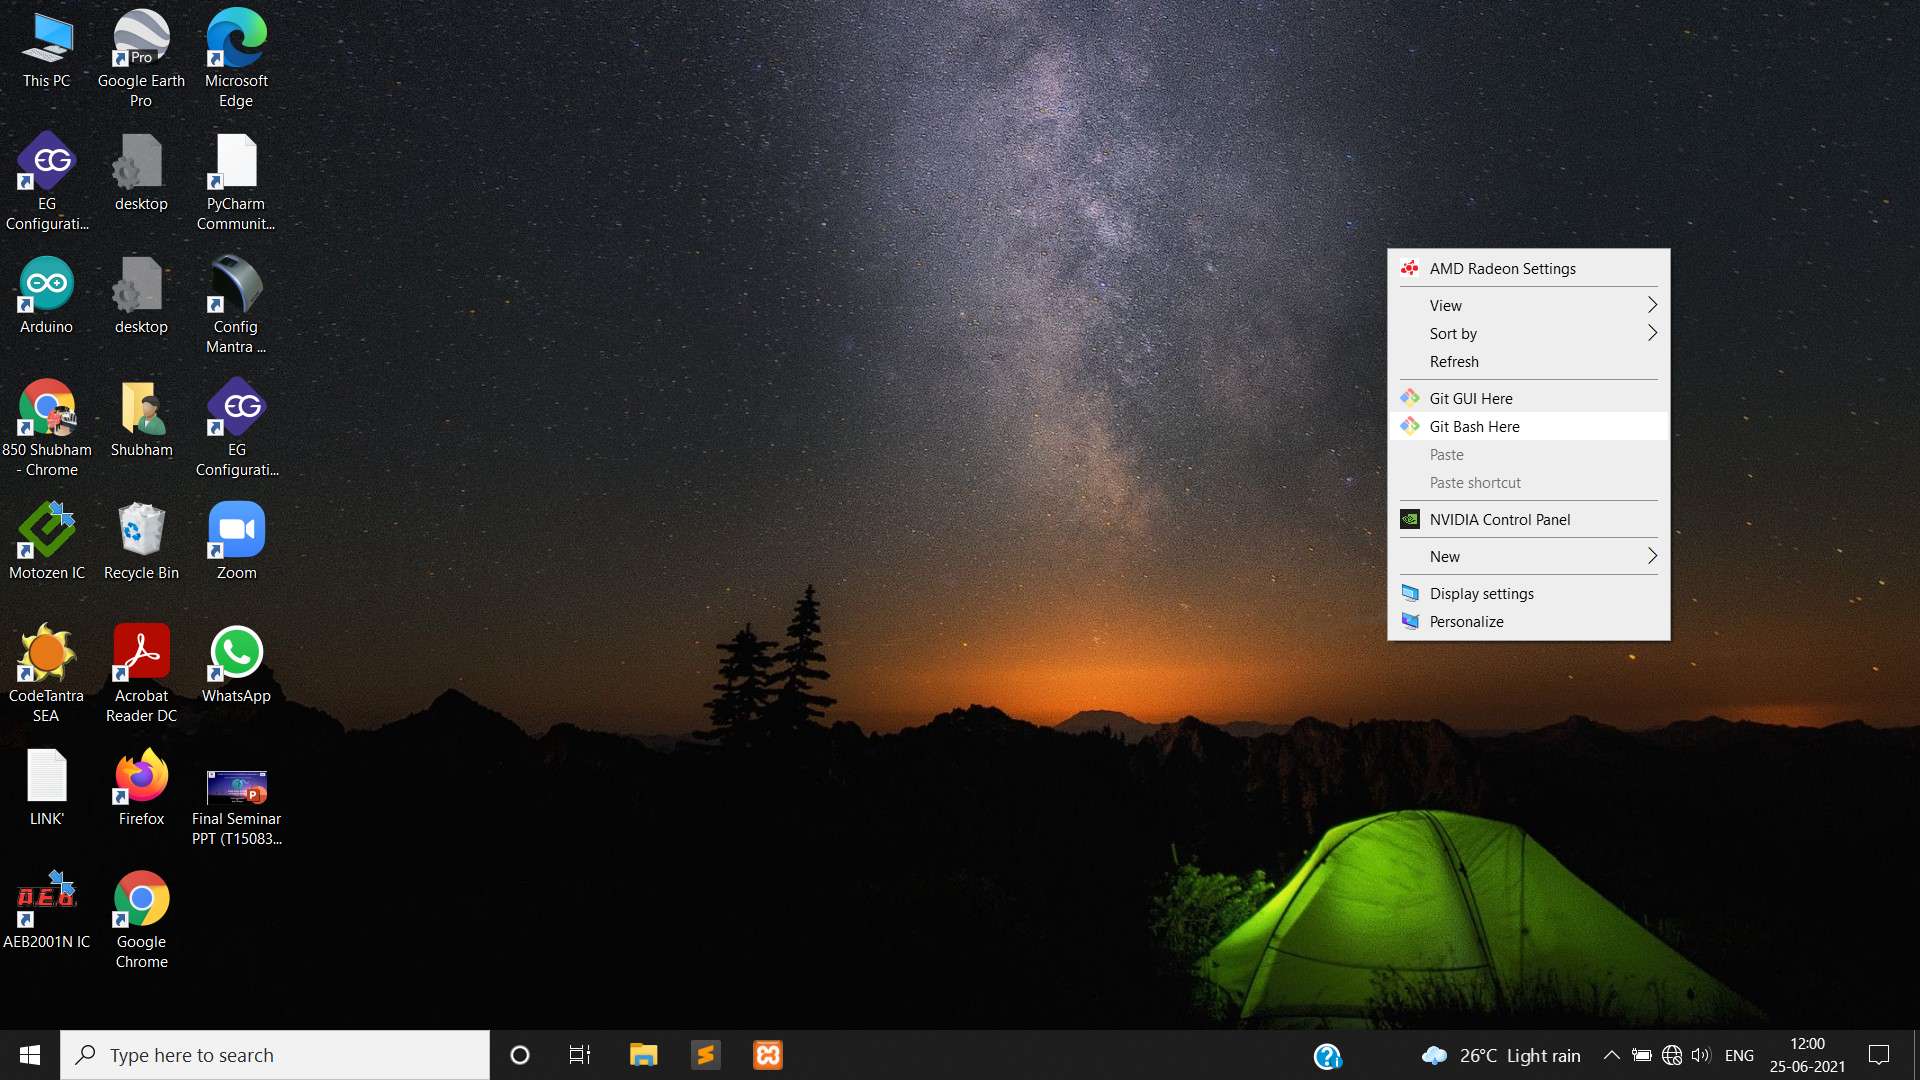 This PC
Pro
Google Earth
Pro
Microsoft
Edge
EG
EG
Configurati...
desktop
PyCharm
Communit...
Arduino
desktop
Config
Mantra ...
850 Shubham
- Chrome
Shubham
EG
EG
Configurati...
Motozen IC
Recycle Bin
Zoom
CodeTantra
SEA
Acrobat
Reader DC
WhatsApp
LINK'
Firefox
P
Final Seminar
PPT (T15083...
A.E.B.
AEB2001N IC
Google
Chrome
AMD Radeon Settings
View
Sort by
Refresh
Git GUI Here
Git Bash Here
Paste
Paste shortcut
NVIDIA Control Panel
New
Display settings
Personalize
Type here to search
26°C Light rain
ENG
12:00
25-06-2021